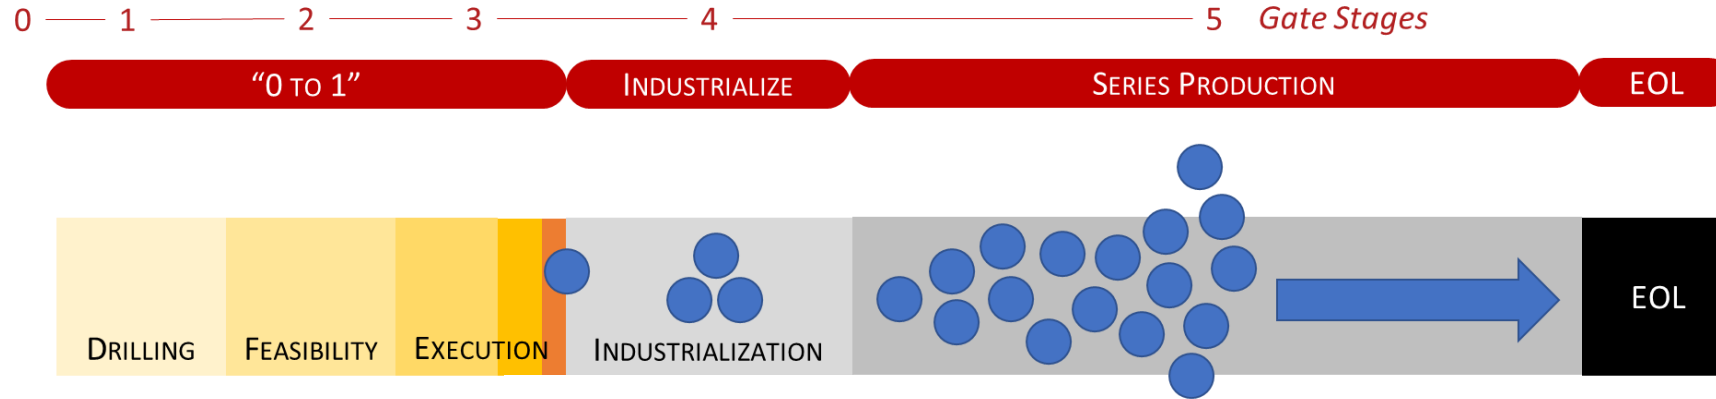 0 1 2 3 4 5 Gate Stages
“0 TO 1” INDUSTRIALIZE SERIES PRODUCTION EOL
DRILLING FEASIBILITY EXECUTION INDUSTRIALIZATION EOL